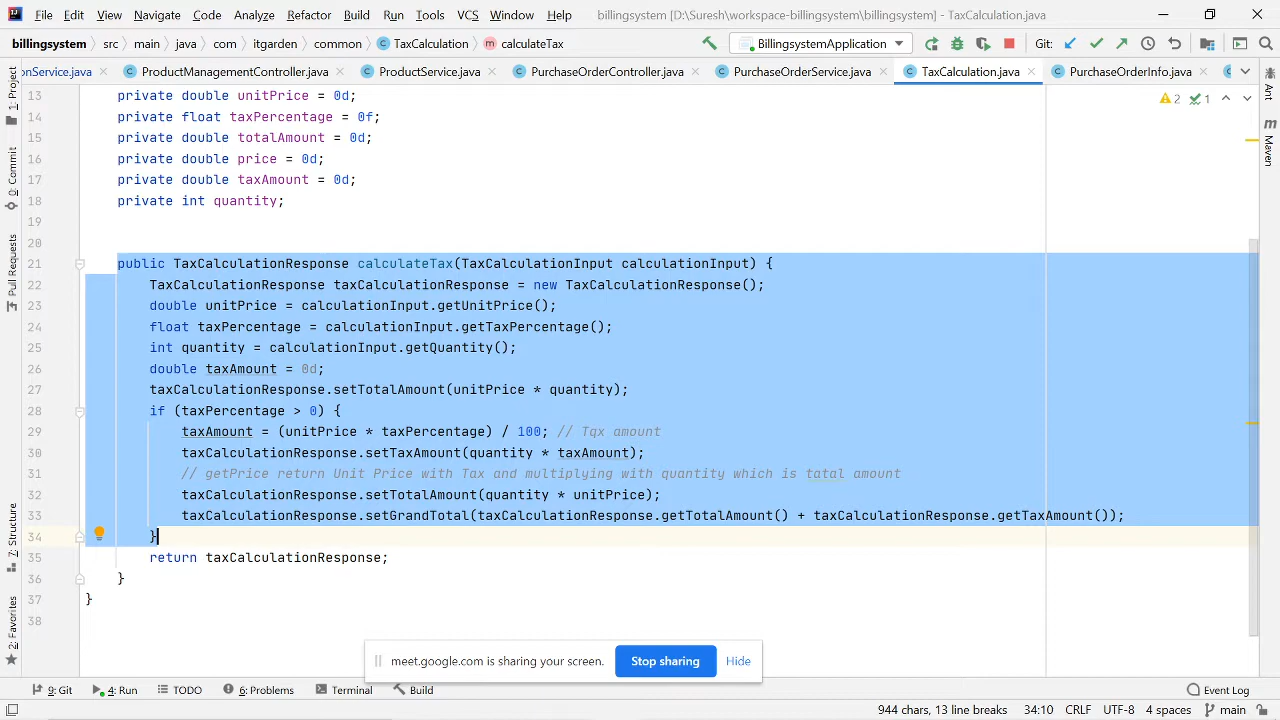 File Edit View Navigate Code Analyze Refactor Build Run Tools VCS Window Help billingsystem [D:\Suresh\workspace-billingsystem\billingsystem] - TaxCalculation.java
billingsystem src main java com itgarden common TaxCalculation calculateTax BillingsystemApplication Git:
onService.java ProductManagementController.java ProductService.java PurchaseOrderController.java PurchaseOrderService.java TaxCalculation.java PurchaseOrderInfo.java
1: Project
0: Commit
Pull Requests
7: Structure
2: Favorites
Ant
Maven
2 1
13 private double unitPrice = 0d;
14 private float taxPercentage = 0f;
15 private double totalAmount = 0d;
16 private double price = 0d;
17 private double taxAmount = 0d;
18 private int quantity;
19
20
21 public TaxCalculationResponse calculateTax(TaxCalculationInput calculationInput) {
22 TaxCalculationResponse taxCalculationResponse = new TaxCalculationResponse();
23 double unitPrice = calculationInput.getUnitPrice();
24 float taxPercentage = calculationInput.getTaxPercentage();
25 int quantity = calculationInput.getQuantity();
26 double taxAmount = 0d;
27 taxCalculationResponse.setTotalAmount(unitPrice * quantity);
28 if (taxPercentage > 0) {
29 taxAmount = (unitPrice * taxPercentage) / 100; // Tqx amount
30 taxCalculationResponse.setTaxAmount(quantity * taxAmount);
31 // getPrice return Unit Price with Tax and multiplying with quantity which is tatal amount
32 taxCalculationResponse.setTotalAmount(quantity * unitPrice);
33 taxCalculationResponse.setGrandTotal(taxCalculationResponse.getTotalAmount() + taxCalculationResponse.getTaxAmount());
34 }
35 return taxCalculationResponse;
36 }
37 }
38
meet.google.com is sharing your screen. Stop sharing Hide
9: Git 4: Run TODO 6: Problems Terminal Build Event Log
944 chars, 13 line breaks 34:10 CRLF UTF-8 4 spaces main